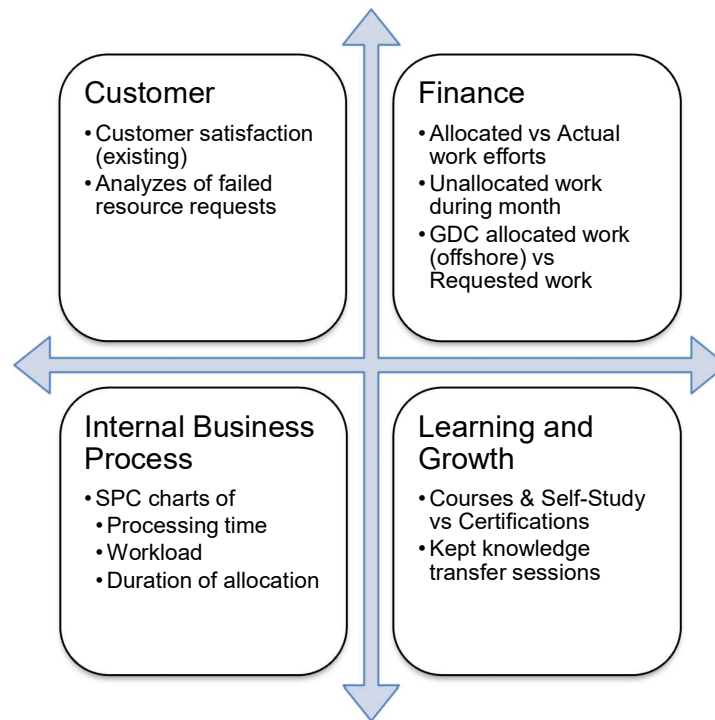 Customer
• Customer satisfaction
(existing)
• Analyzes of failed
resource requests
Finance
• Allocated vs Actual
work efforts
• Unallocated work
during month
• GDC allocated work
(offshore) vs
Requested work
Internal Business
Process
• SPC charts of
• Processing time
• Workload
• Duration of allocation
Learning and
Growth
• Courses & Self-Study
vs Certifications
• Kept knowledge
transfer sessions